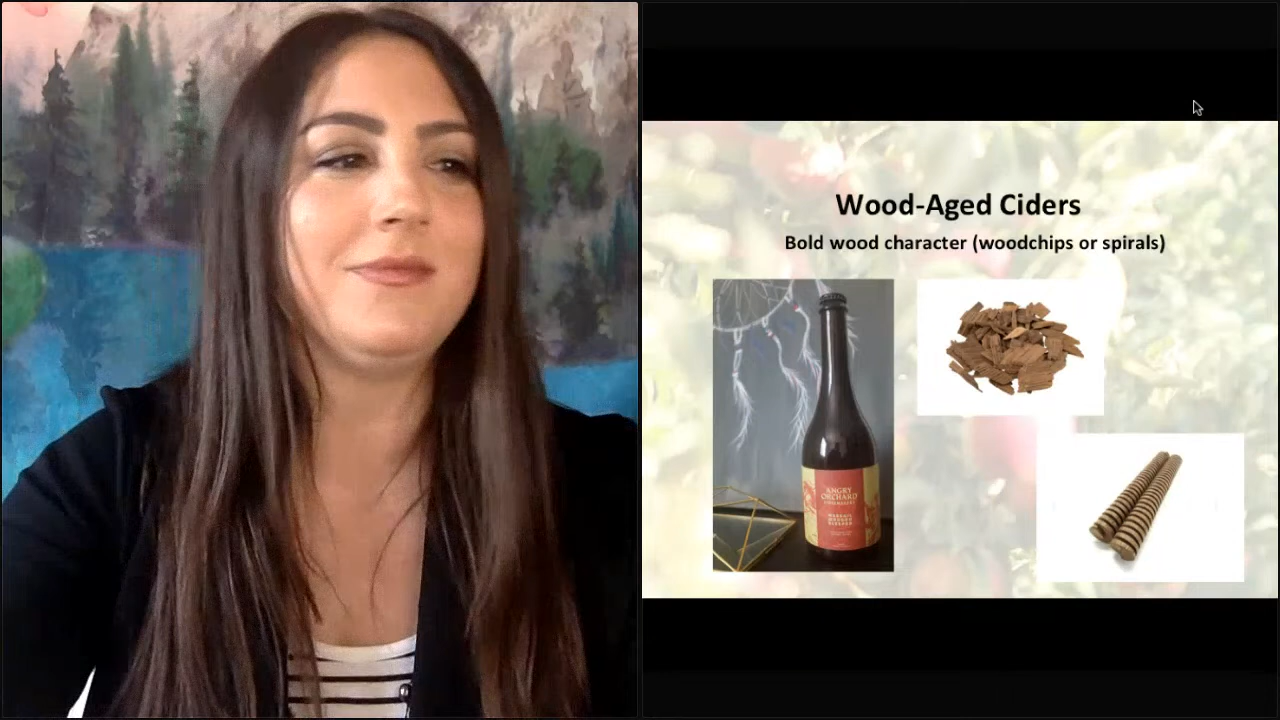 Wood-Aged Ciders
Bold wood character (woodchips or spirals)
ANGRY
ORCHARD